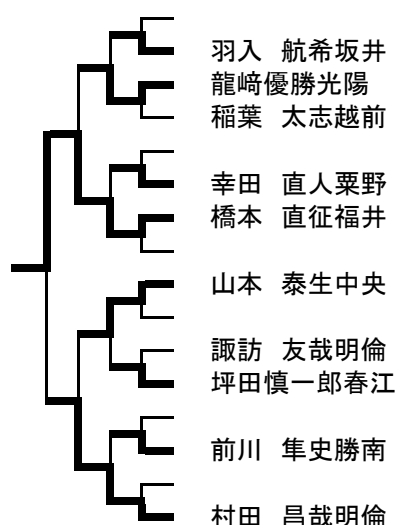 羽入 航希坂井
龍﨑優勝光陽
稲葉 太志越前
幸田 直人粟野
橋本 直征福井
山本 泰生中央
諏訪 友哉明倫
坪田慎一郎春江
前川 隼史勝南
村田 昌哉明倫